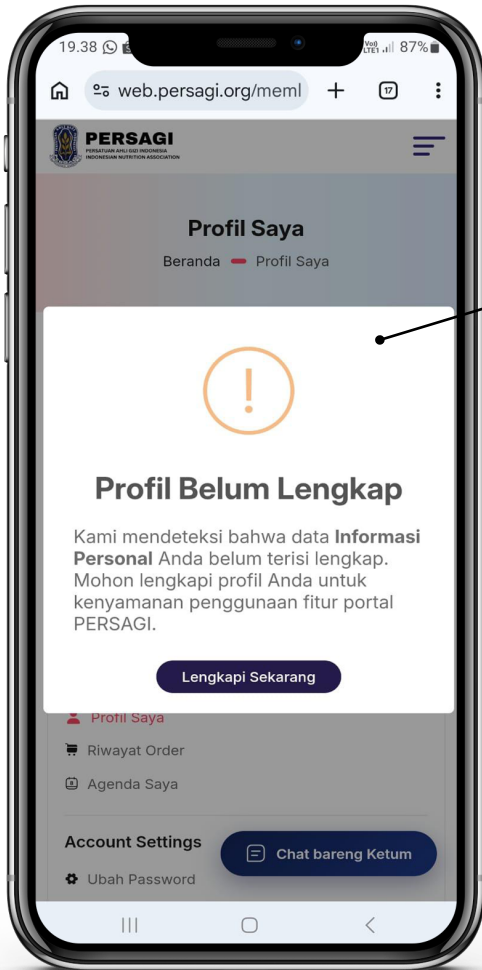 19.38
Voo)
LTE1 87%
web.persagi.org/meml
17
PERSAGI
PERSATUAN AHLI GIZI INDONESIA
INDONESIAN NUTRITION ASSOCIATION
Profil Saya
Beranda Profil Saya
!
Profil Belum Lengkap
Kami mendeteksi bahwa data Informasi
Personal Anda belum terisi lengkap.
Mohon lengkapi profil Anda untuk
kenyamanan penggunaan fitur portal
PERSAGI.
Lengkapi Sekarang
Profil Saya
Riwayat Order
Agenda Saya
Account Settings
Chat bareng Ketum
Ubah Password